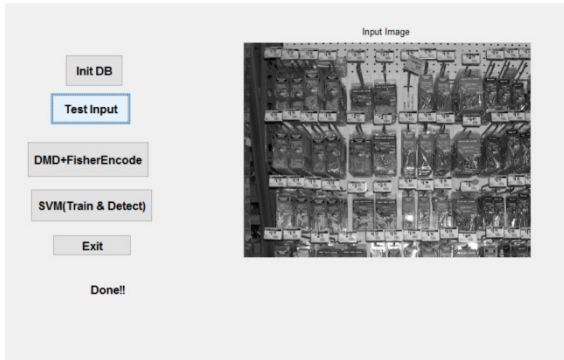 Input Image
Init DB
Test Input
DMD+FisherEncode
SVM(Train & Detect)
Exit
Done!!